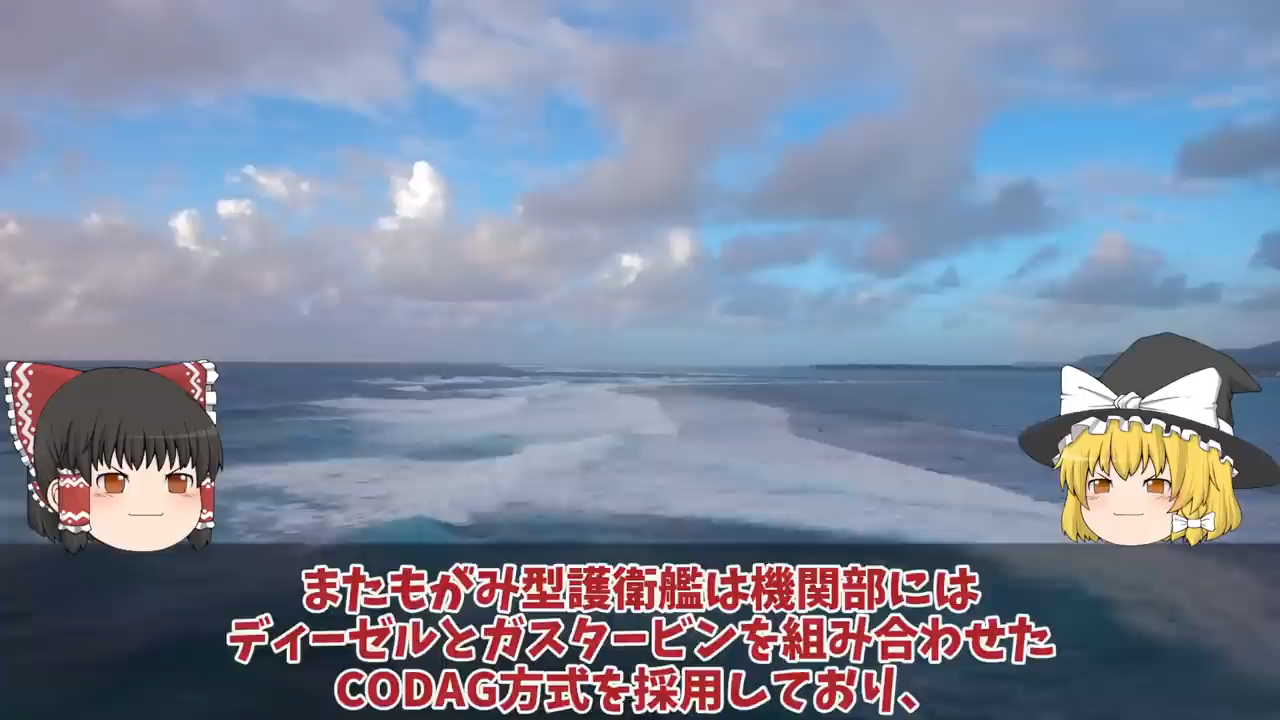 またもがみ型護衛艦は機関部には
ディーゼルとガスタービンを組み合わせた
CODAG方式を採用しており、